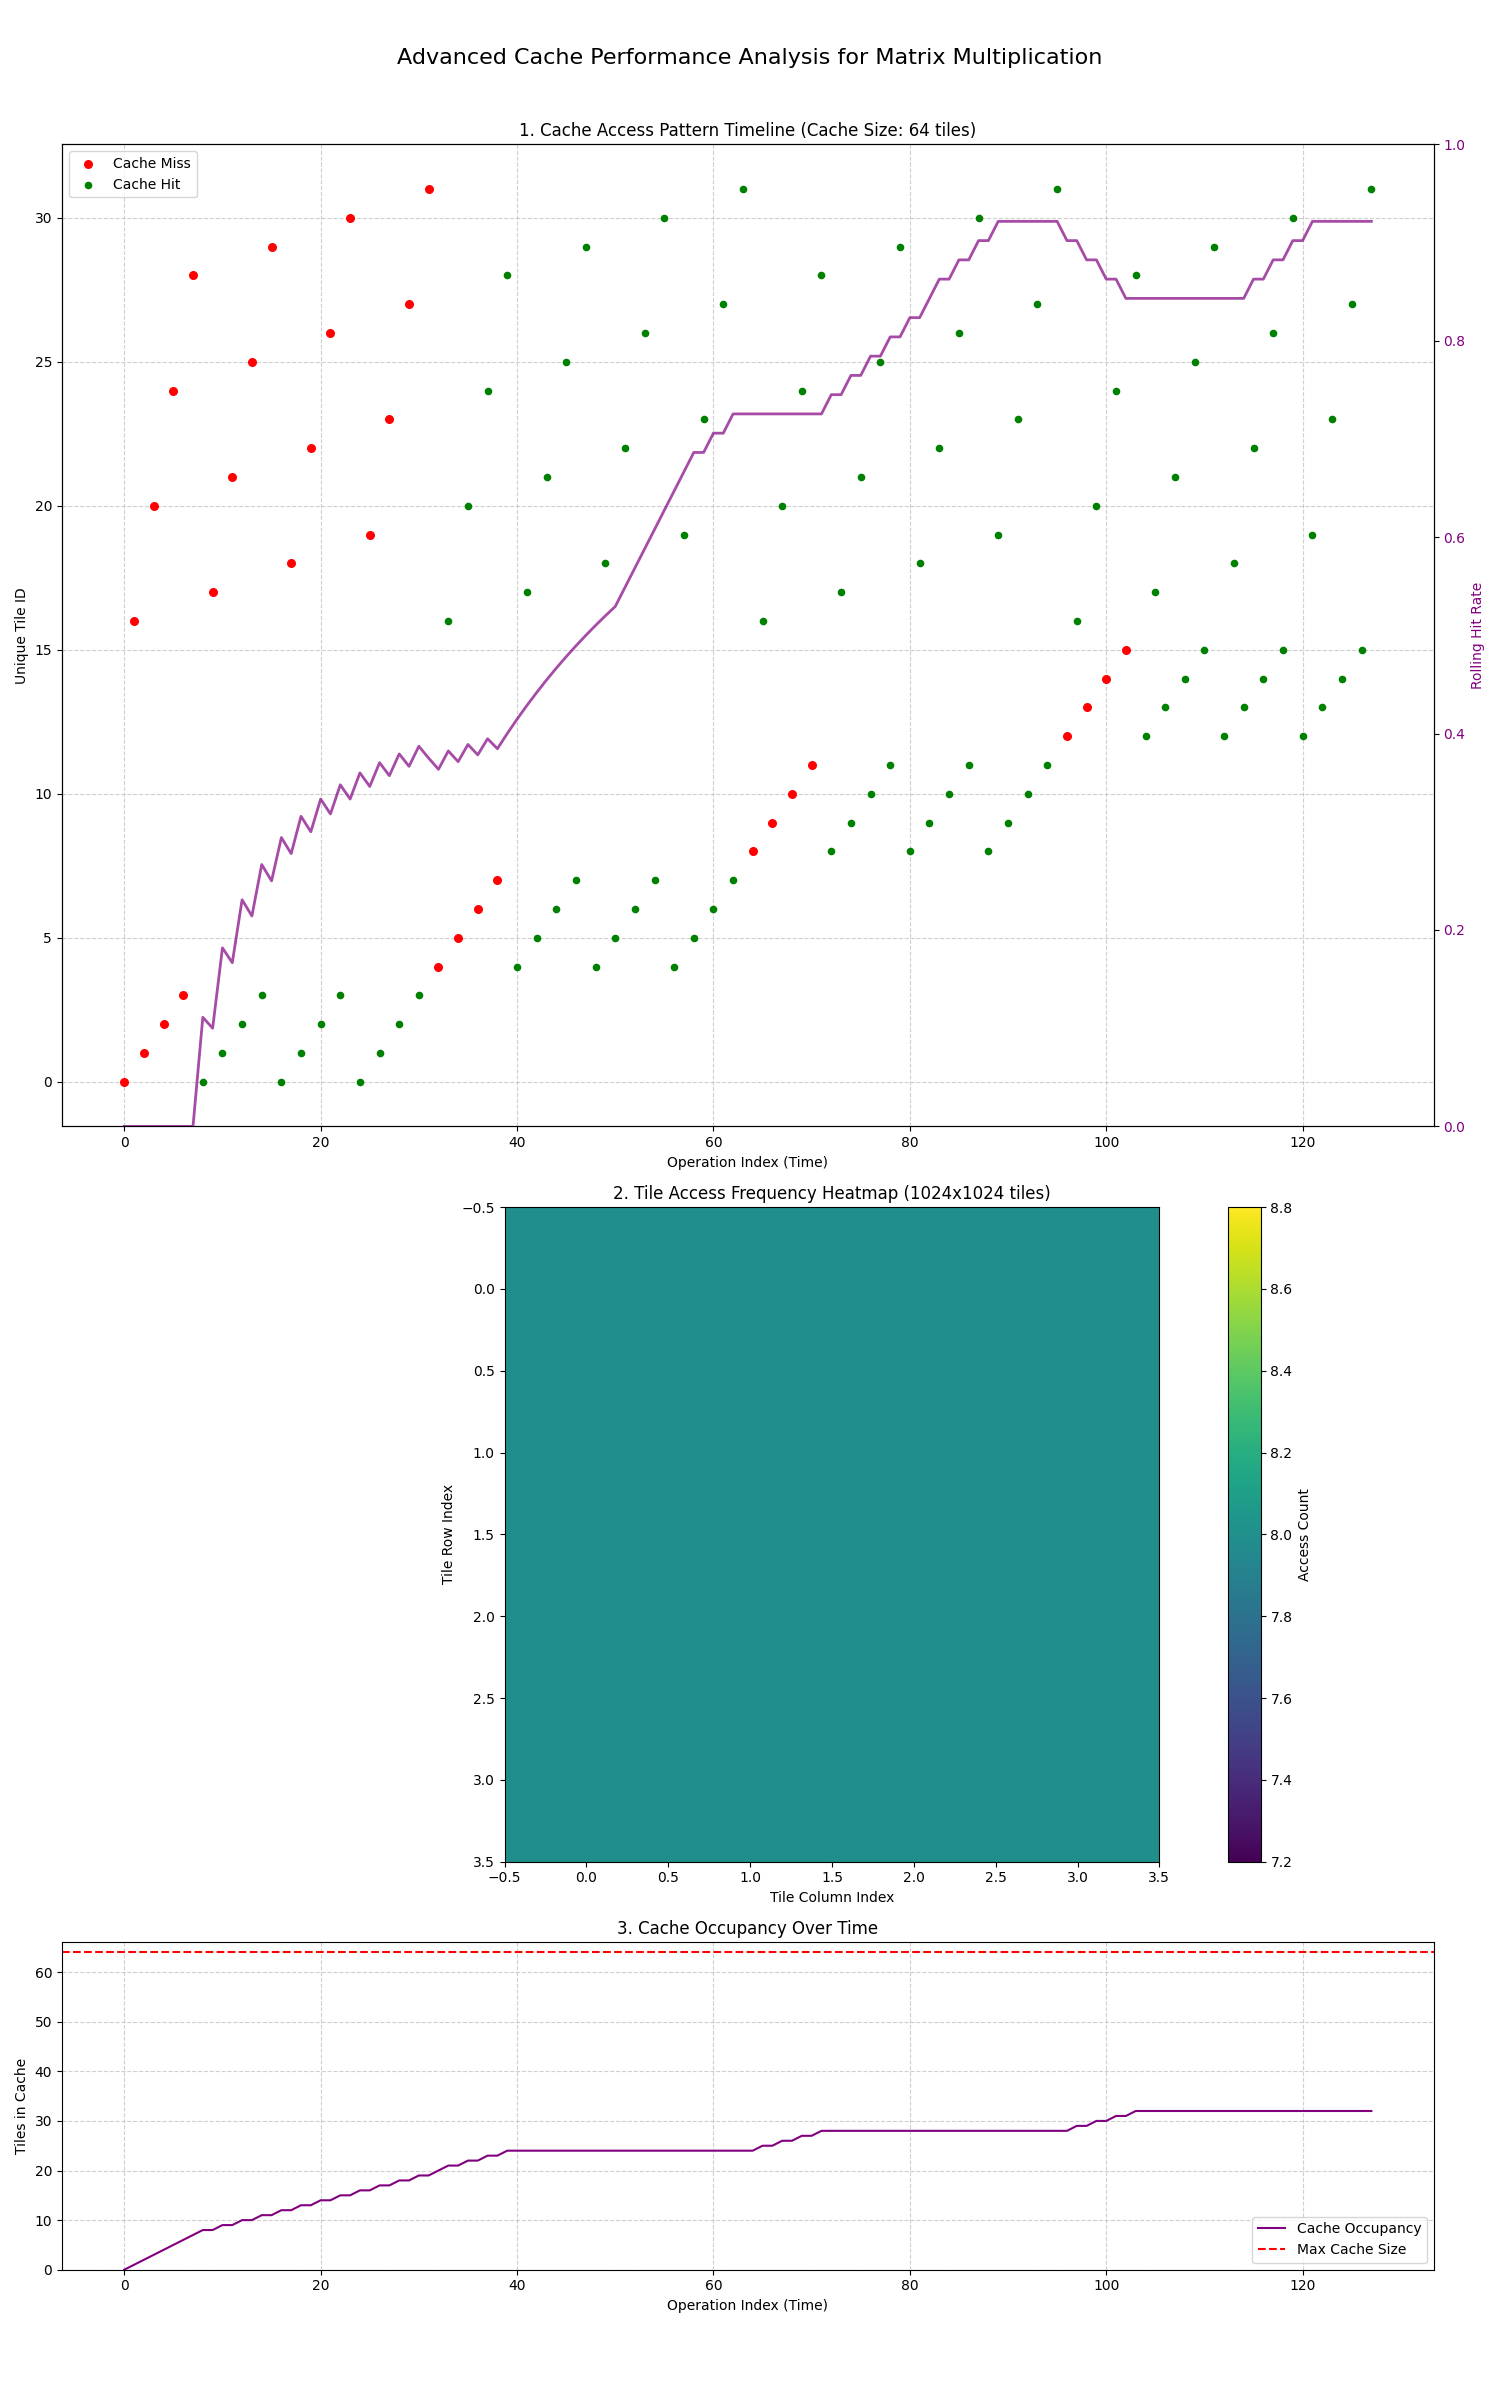 Advanced Cache Performance Analysis for Matrix Multiplication
1. Cache Access Pattern Timeline (Cache Size: 64 tiles)
Cache Miss
Cache Hit
30
25
20
15
10
5
0
Unique Tile ID
1.0
0.8
0.6
0.4
0.2
0.0
Rolling Hit Rate
0 20 40 60 80 100 120
Operation Index (Time)
2. Tile Access Frequency Heatmap (1024x1024 tiles)
−0.5
0.0
0.5
1.0
1.5
2.0
2.5
3.0
3.5
Tile Row Index
−0.5 0.0 0.5 1.0 1.5 2.0 2.5 3.0 3.5
Tile Column Index
8.8
8.6
8.4
8.2
8.0
7.8
7.6
7.4
7.2
Access Count
3. Cache Occupancy Over Time
60
50
40
30
20
10
0
Tiles in Cache
Cache Occupancy
Max Cache Size
0 20 40 60 80 100 120
Operation Index (Time)